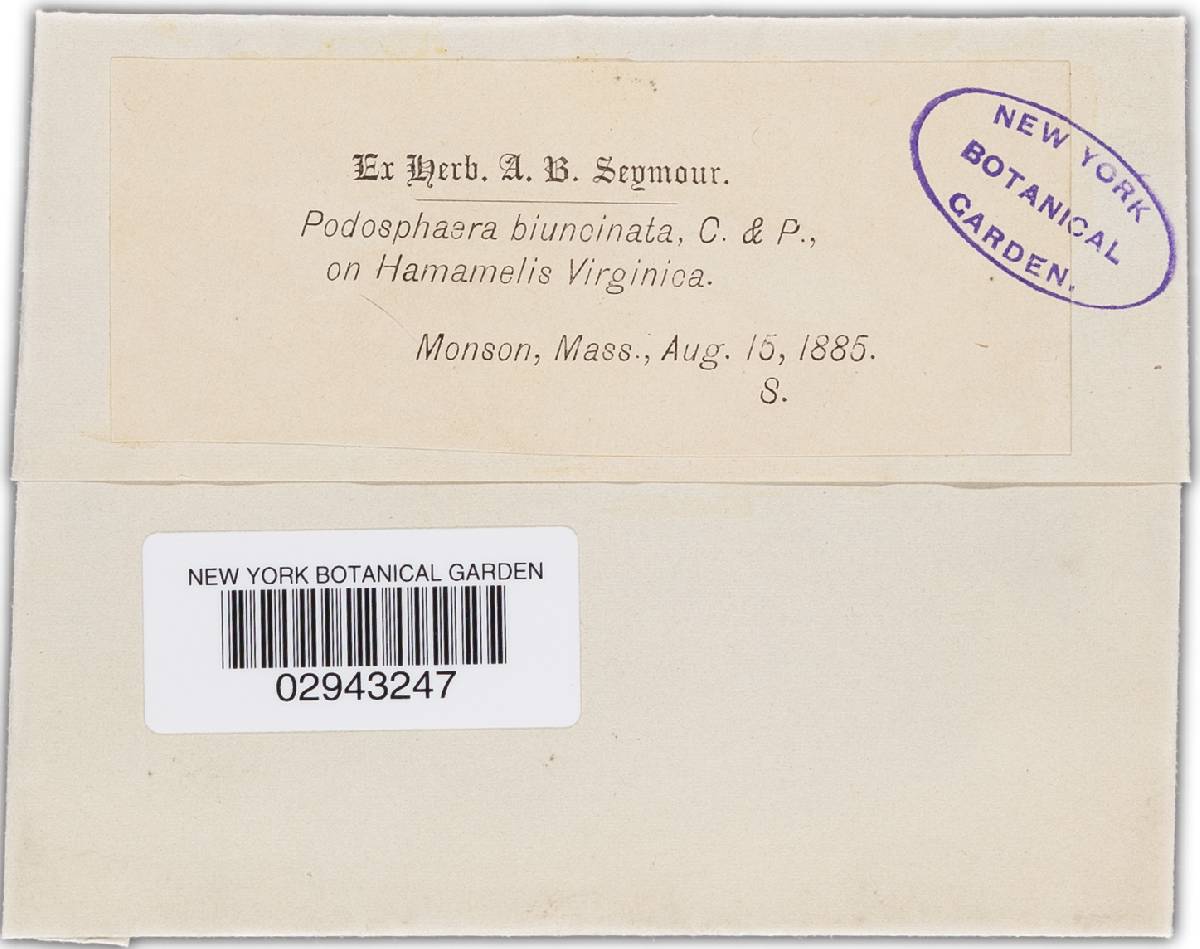 Ex Herb. A. B. Seymour.
Podosphaera biuncinata, C. & P.,
on Hamamelis Virginica.
Monson, Mass., Aug. 15, 1885.
S.
NEW YORK
BOTANICAL
GARDEN.
NEW YORK BOTANICAL GARDEN
02943247